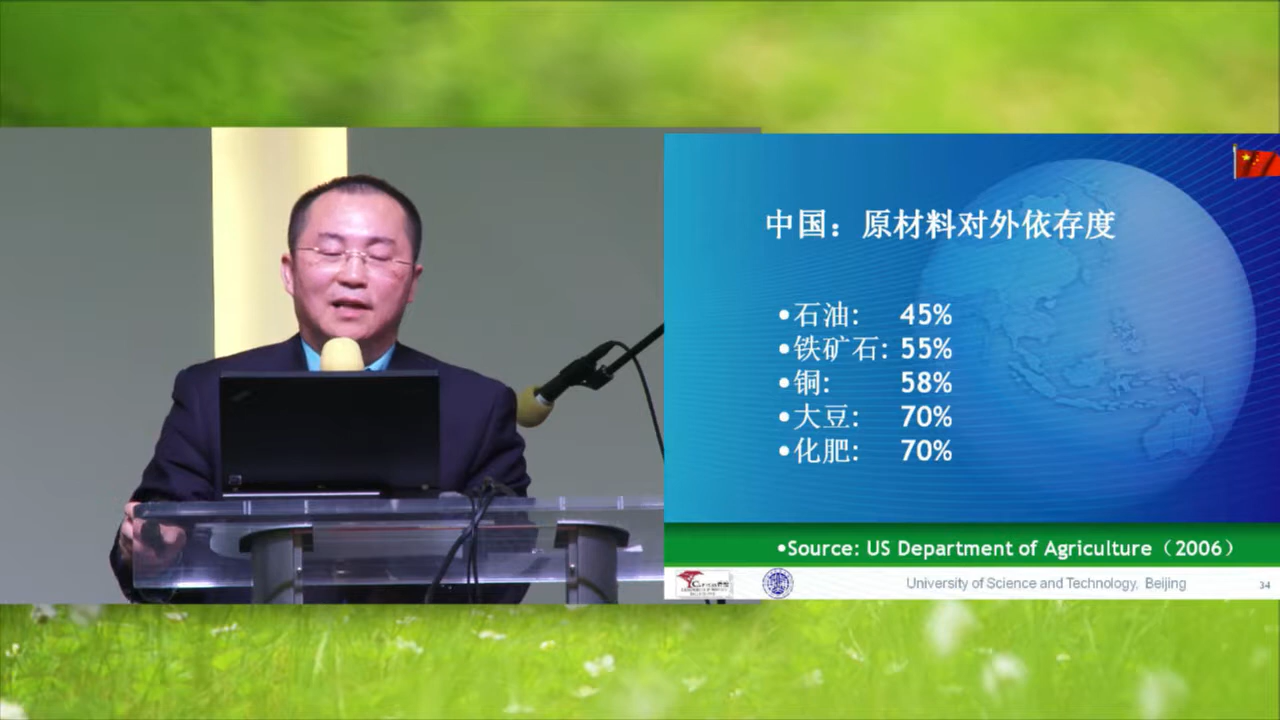 中国：原材料对外依存度
•石油: 45%
•铁矿石: 55%
•铜: 58%
•大豆: 70%
•化肥: 70%
•Source: US Department of Agriculture（2006）
University of Science and Technology, Beijing
34